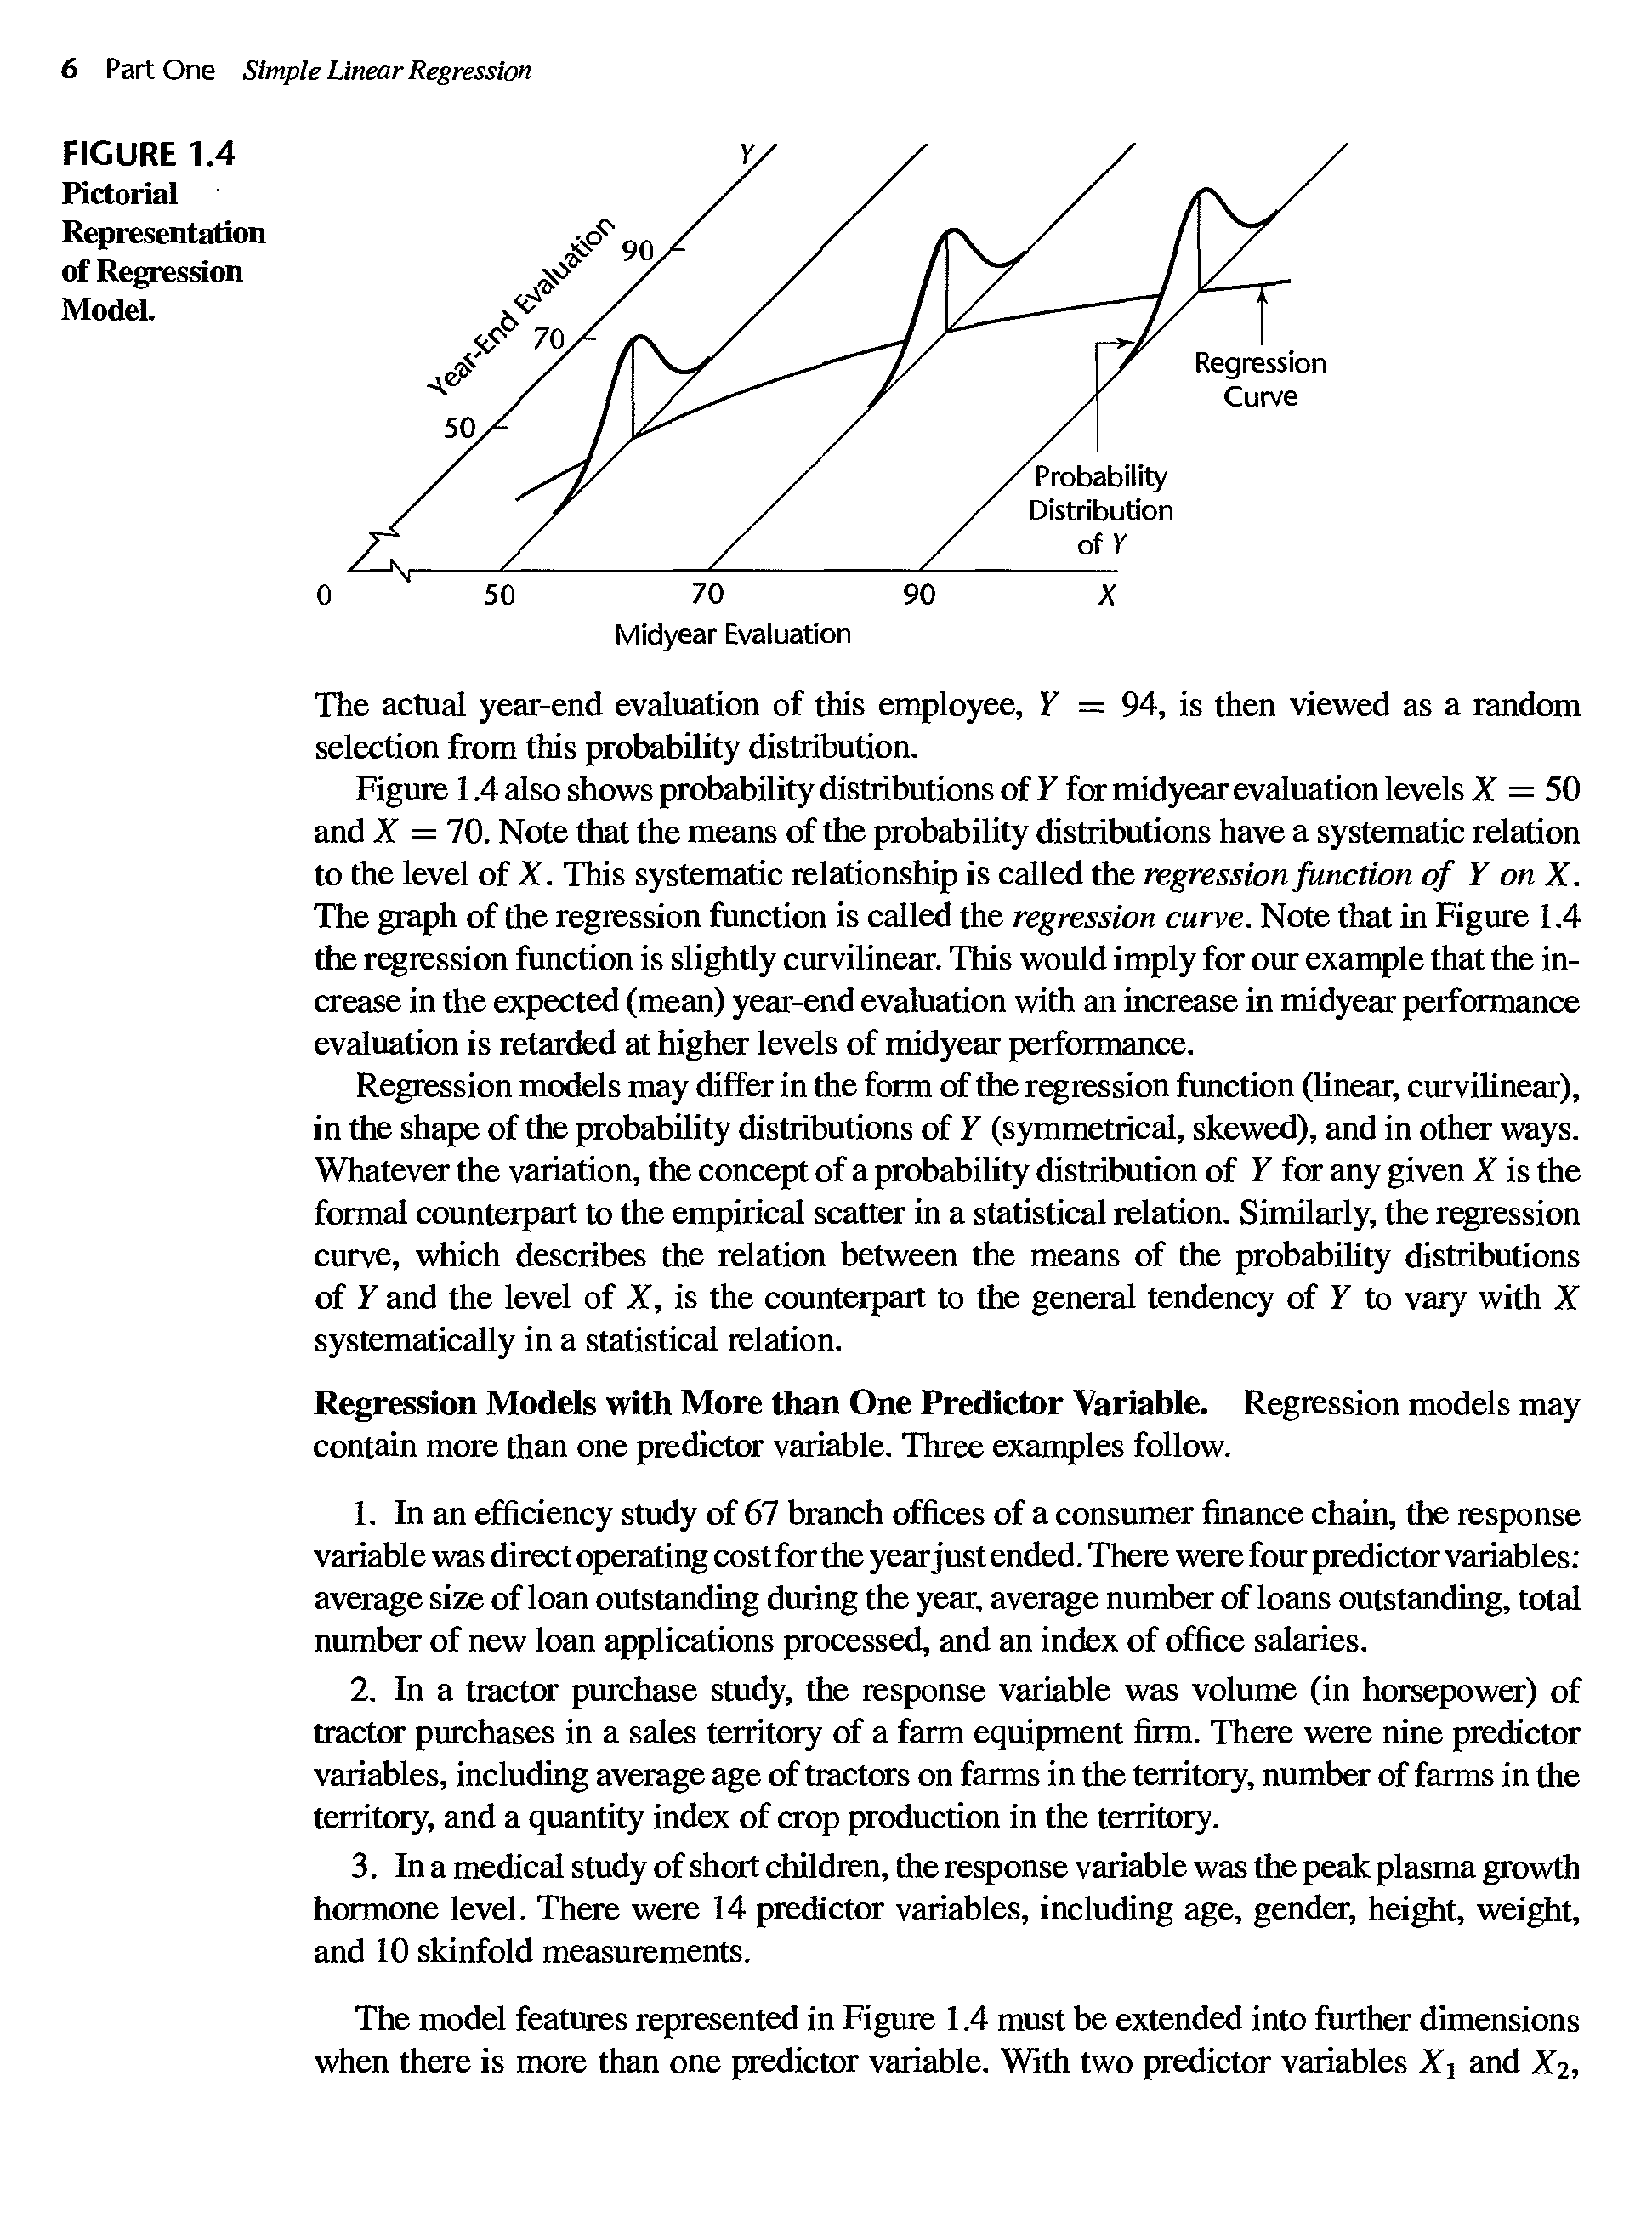 6 Part One Simple Linear Regression
FIGURE 1.4
Pictorial
Representation
of Regression
Model.
Y
Year-End Evaluation
90
70
50
Regression
Curve
Probability
Distribution
of Y
0 50 70 90 X
Midyear Evaluation
The actual year-end evaluation of this employee, Y = 94, is then viewed as a random
selection from this probability distribution.
Figure 1.4 also shows probability distributions of Y for midyear evaluation levels X = 50
and X = 70. Note that the means of the probability distributions have a systematic relation
to the level of X. This systematic relationship is called the regression function of Y on X.
The graph of the regression function is called the regression curve. Note that in Figure 1.4
the regression function is slightly curvilinear. This would imply for our example that the in-
crease in the expected (mean) year-end evaluation with an increase in midyear performance
evaluation is retarded at higher levels of midyear performance.
Regression models may differ in the form of the regression function (linear, curvilinear),
in the shape of the probability distributions of Y (symmetrical, skewed), and in other ways.
Whatever the variation, the concept of a probability distribution of Y for any given X is the
formal counterpart to the empirical scatter in a statistical relation. Similarly, the regression
curve, which describes the relation between the means of the probability distributions
of Y and the level of X, is the counterpart to the general tendency of Y to vary with X
systematically in a statistical relation.
Regression Models with More than One Predictor Variable. Regression models may
contain more than one predictor variable. Three examples follow.
1. In an efficiency study of 67 branch offices of a consumer finance chain, the response
variable was direct operating cost for the year just ended. There were four predictor variables:
average size of loan outstanding during the year, average number of loans outstanding, total
number of new loan applications processed, and an index of office salaries.
2. In a tractor purchase study, the response variable was volume (in horsepower) of
tractor purchases in a sales territory of a farm equipment firm. There were nine predictor
variables, including average age of tractors on farms in the territory, number of farms in the
territory, and a quantity index of crop production in the territory.
3. In a medical study of short children, the response variable was the peak plasma growth
hormone level. There were 14 predictor variables, including age, gender, height, weight,
and 10 skinfold measurements.
The model features represented in Figure 1.4 must be extended into further dimensions
when there is more than one predictor variable. With two predictor variables X₁ and X₂,